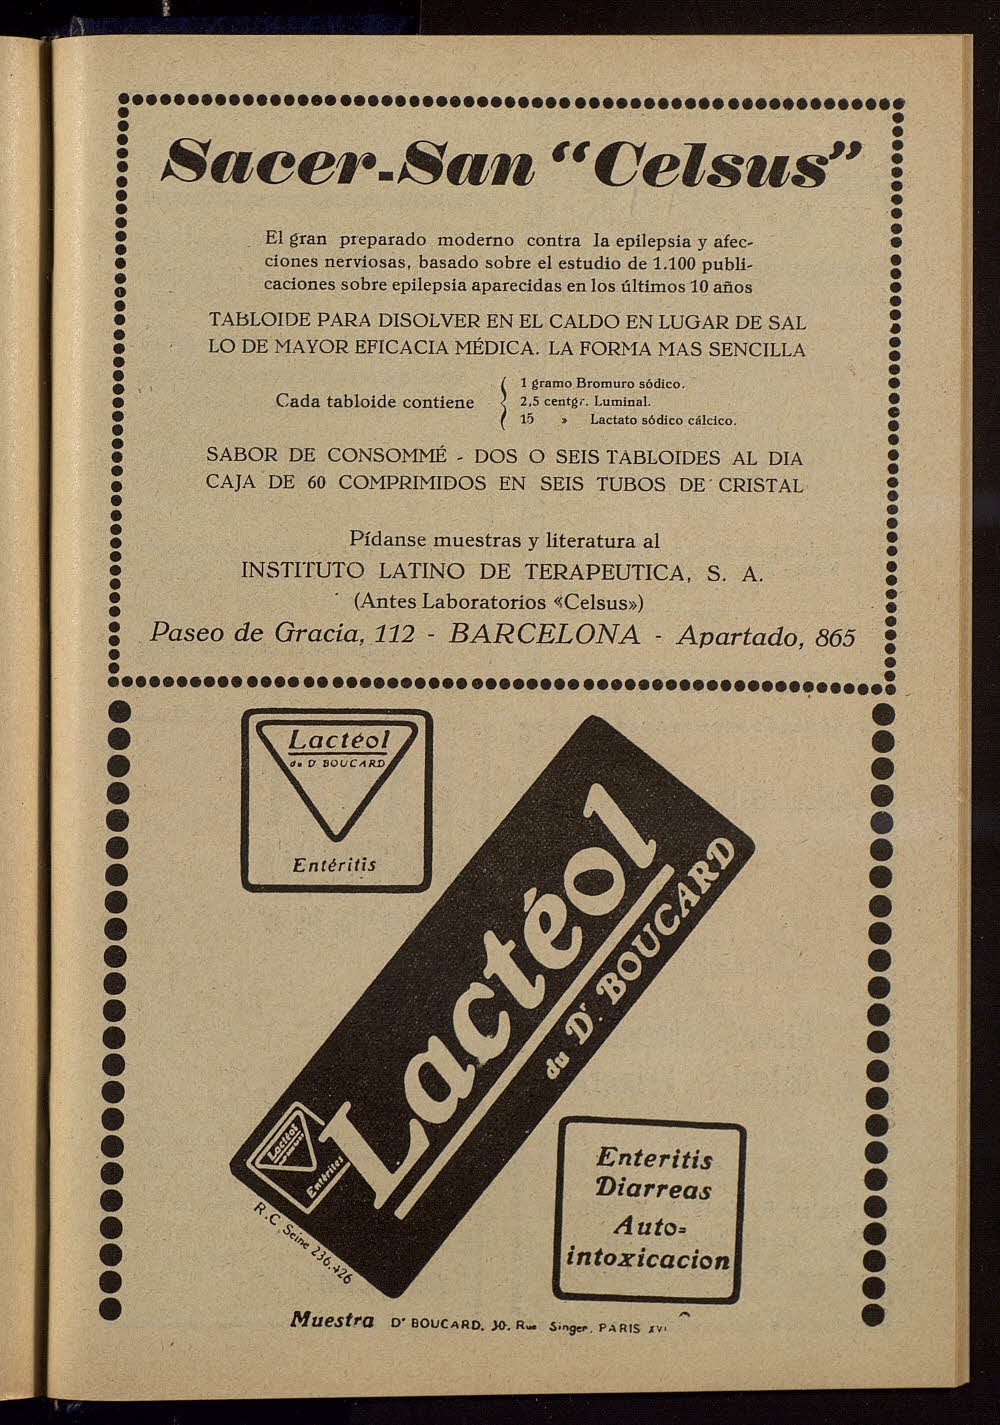 Sacer-San “Celsus”
El gran preparado moderno contra la epilepsia y afec-
ciones nerviosas, basado sobre el estudio de 1.100 publi-
caciones sobre epilepsia aparecidas en los últimos 10 años
TABLOIDE PARA DISOLVER EN EL CALDO EN LUGAR DE SAL
LO DE MAYOR EFICACIA MÉDICA. LA FORMA MAS SENCILLA
Cada tabloide contiene
1 gramo Bromuro sódico.
2,5 centgr. Luminal.
15 » Lactato sódico cálcico.
SABOR DE CONSOMMÉ - DOS O SEIS TABLOIDES AL DIA
CAJA DE 60 COMPRIMIDOS EN SEIS TUBOS DE CRISTAL
Pídanse muestras y literatura al
INSTITUTO LATINO DE TERAPEUTICA, S. A.
(Antes Laboratorios «Celsus»)
Paseo de Gracia, 112 - BARCELONA - Apartado, 865
Lactéol
du Dr BOUCARD
Entéritis
Lactéol
du Dr. BOUCARD
Lactéol
Entérites
R.C. Seine 236.426
Enteritis
Diarreas
Auto=
intoxicacion
Muestra Dr BOUCARD, 30, Rue Singer, PARIS XVI